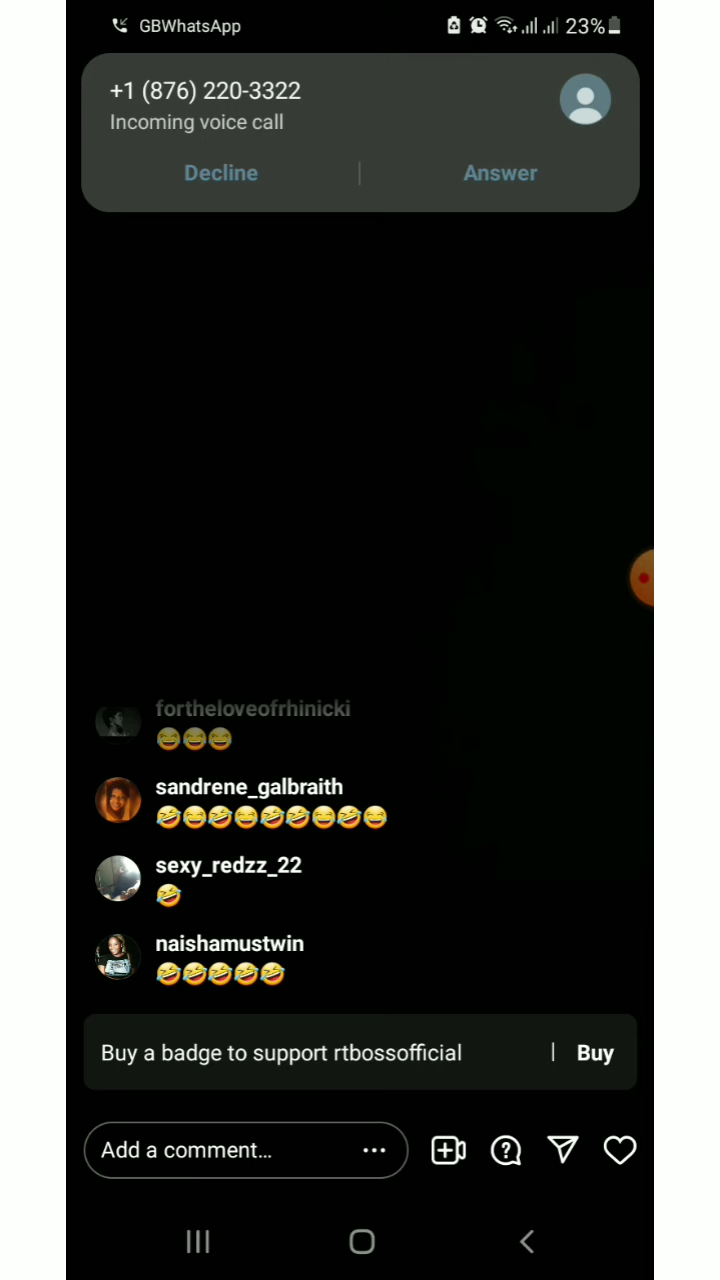 GBWhatsApp 23%
+1 (876) 220-3322
Incoming voice call
Decline | Answer
fortheloveofrhinicki
😂😂😂
sandrene_galbraith
🤣😂🤣😂🤣🤣😂🤣😂
sexy_redzz_22
🤣
naishamustwin
🤣🤣🤣🤣🤣
Buy a badge to support rtbossofficial | Buy
Add a comment...